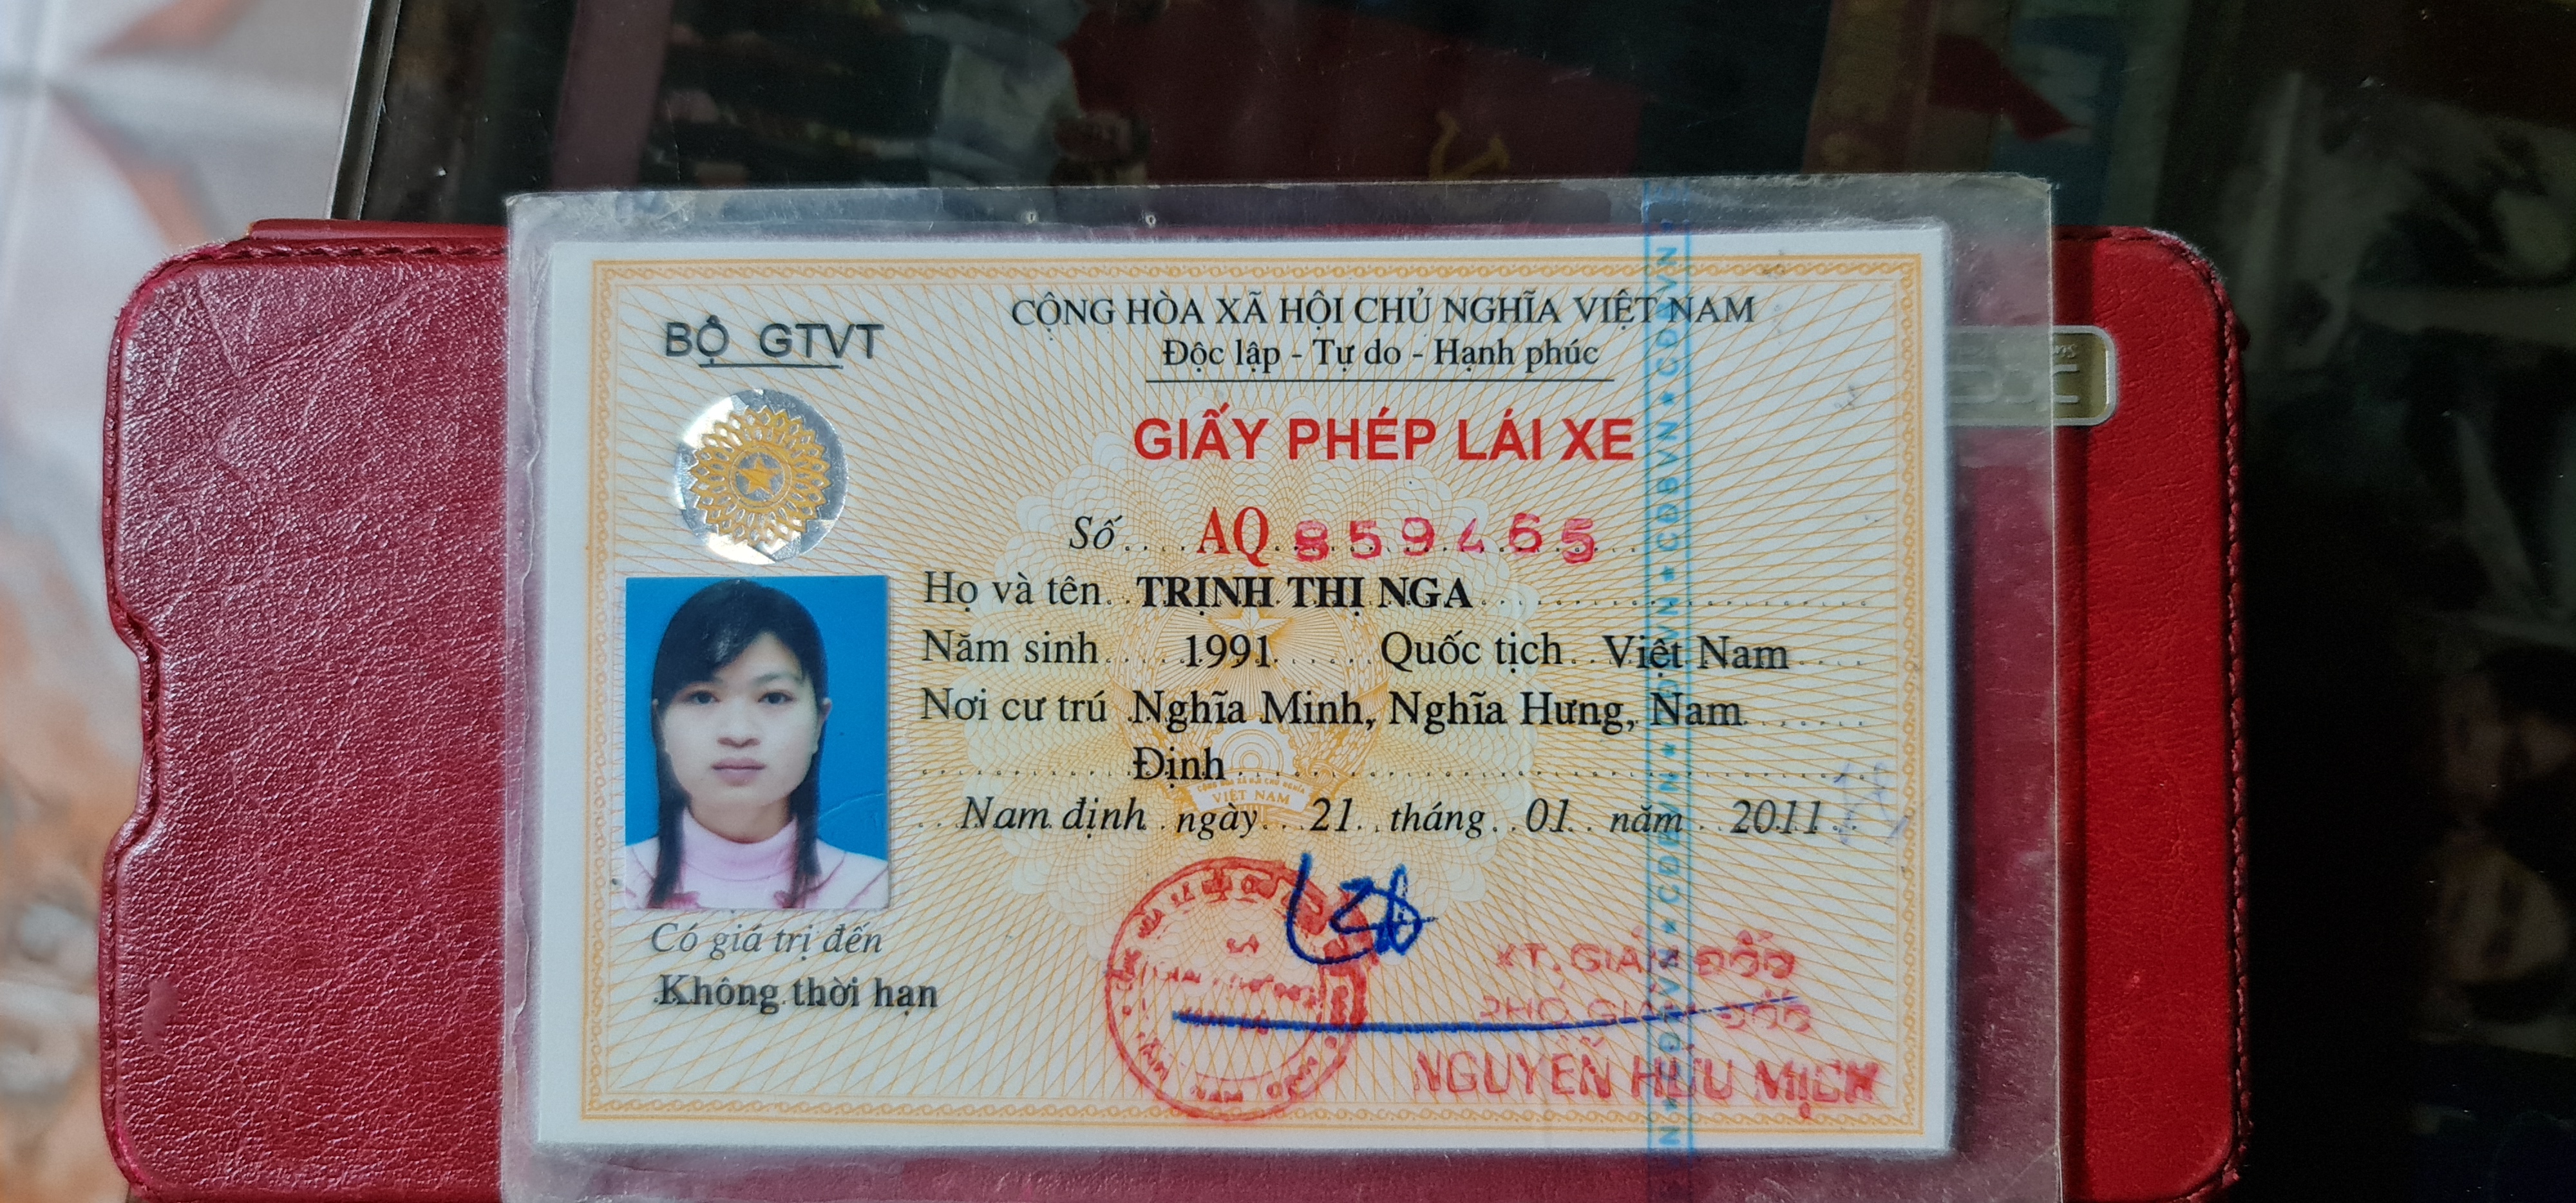 BỘ GTVT
CỘNG HÒA XÃ HỘI CHỦ NGHĨA VIỆT NAM
Độc lập - Tự do - Hạnh phúc
GIẤY PHÉP LÁI XE
Số AQ 859465
Họ và tên TRỊNH THỊ NGA
Năm sinh 1991 Quốc tịch Việt Nam
Nơi cư trú Nghĩa Minh, Nghĩa Hưng, Nam
Định
Nam định ngày 21 tháng 01 năm 2011
Có giá trị đến
Không thời hạn
KT. GIÁM ĐỐC
PHÓ GIÁM ĐỐC
NGUYỄN HỮU MỊCH
VIỆT NAM
CĐBVN ★ CĐBVN ★ CĐBVN ★ CĐBVN ★ CĐBVN